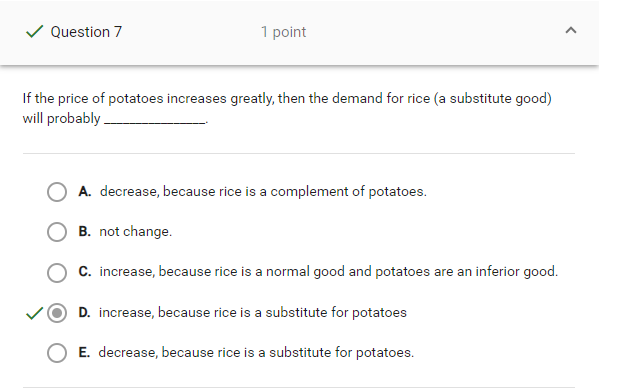 Question 7
1 point
If the price of potatoes increases greatly, then the demand for rice (a substitute good)
will probably _______________.
A. decrease, because rice is a complement of potatoes.
B. not change.
C. increase, because rice is a normal good and potatoes are an inferior good.
D. increase, because rice is a substitute for potatoes
E. decrease, because rice is a substitute for potatoes.